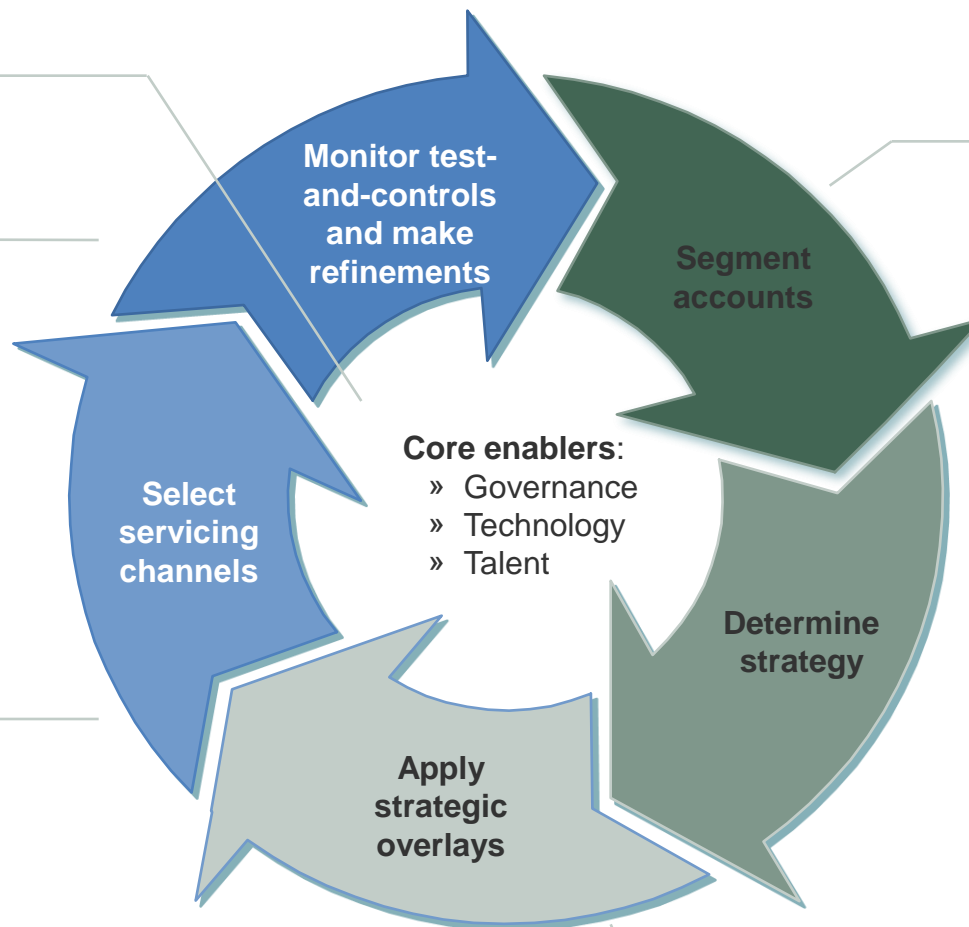 Monitor test-
and-controls
and make
refinements
Segment
accounts
Core enablers:
» Governance
» Technology
» Talent
Select
servicing
channels
Determine
strategy
Apply
strategic
overlays